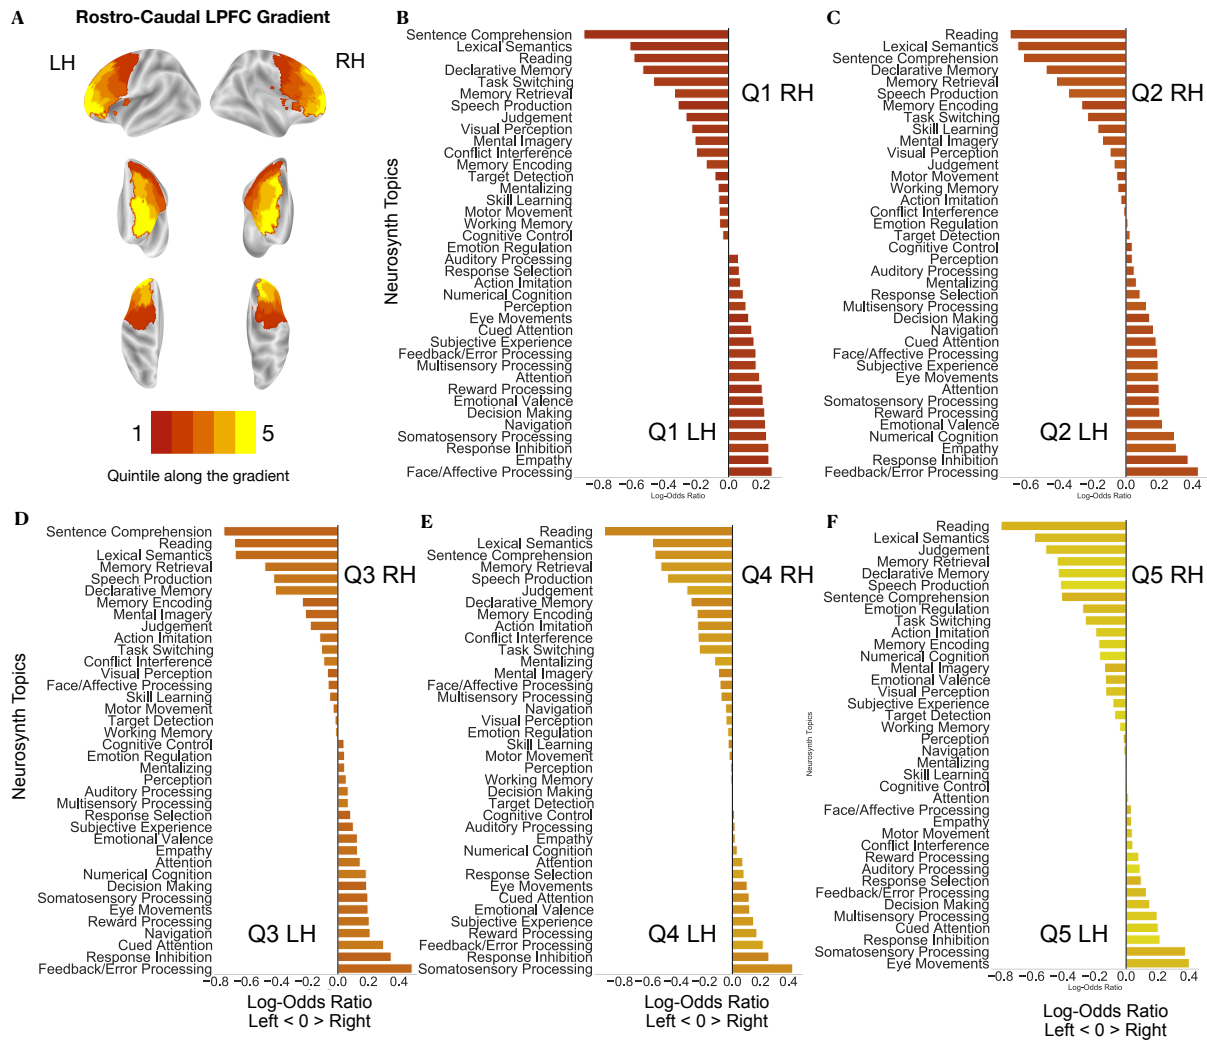 A
Rostro-Caudal LPFC Gradient
LH
RH
1
5
Quintile along the gradient
B
Neurosynth Topics
Sentence Comprehension
Lexical Semantics
Reading
Declarative Memory
Task Switching
Memory Retrieval
Speech Production
Judgement
Visual Perception
Mental Imagery
Conflict Interference
Memory Encoding
Target Detection
Mentalizing
Skill Learning
Motor Movement
Working Memory
Cognitive Control
Emotion Regulation
Auditory Processing
Response Selection
Action Imitation
Numerical Cognition
Perception
Eye Movements
Cued Attention
Subjective Experience
Feedback/Error Processing
Multisensory Processing
Attention
Reward Processing
Emotional Valence
Decision Making
Navigation
Somatosensory Processing
Response Inhibition
Empathy
Face/Affective Processing
Q1 RH
Q1 LH
−0.8 −0.6 −0.4 −0.2 0.0 0.2
Log-Odds Ratio
C
Reading
Lexical Semantics
Sentence Comprehension
Declarative Memory
Memory Retrieval
Speech Production
Memory Encoding
Task Switching
Skill Learning
Mental Imagery
Visual Perception
Judgement
Motor Movement
Working Memory
Action Imitation
Conflict Interference
Emotion Regulation
Target Detection
Cognitive Control
Perception
Auditory Processing
Mentalizing
Response Selection
Multisensory Processing
Decision Making
Navigation
Cued Attention
Face/Affective Processing
Subjective Experience
Eye Movements
Attention
Somatosensory Processing
Reward Processing
Emotional Valence
Numerical Cognition
Empathy
Response Inhibition
Feedback/Error Processing
Q2 RH
Q2 LH
−0.6 −0.4 −0.2 0.0 0.2 0.4
Log-Odds Ratio
D
Neurosynth Topics
Sentence Comprehension
Reading
Lexical Semantics
Memory Retrieval
Speech Production
Declarative Memory
Memory Encoding
Mental Imagery
Judgement
Action Imitation
Task Switching
Conflict Interference
Visual Perception
Face/Affective Processing
Skill Learning
Motor Movement
Target Detection
Working Memory
Cognitive Control
Emotion Regulation
Mentalizing
Perception
Auditory Processing
Multisensory Processing
Response Selection
Subjective Experience
Emotional Valence
Empathy
Attention
Numerical Cognition
Decision Making
Somatosensory Processing
Eye Movements
Reward Processing
Navigation
Cued Attention
Response Inhibition
Feedback/Error Processing
Q3 RH
Q3 LH
−0.8 −0.6 −0.4 −0.2 0.0 0.2 0.4
Log-Odds Ratio
Left < 0 > Right
E
Reading
Lexical Semantics
Sentence Comprehension
Memory Retrieval
Speech Production
Judgement
Declarative Memory
Memory Encoding
Action Imitation
Conflict Interference
Task Switching
Mentalizing
Mental Imagery
Face/Affective Processing
Multisensory Processing
Navigation
Visual Perception
Emotion Regulation
Skill Learning
Motor Movement
Perception
Working Memory
Decision Making
Target Detection
Cognitive Control
Auditory Processing
Empathy
Numerical Cognition
Attention
Response Selection
Eye Movements
Cued Attention
Emotional Valence
Subjective Experience
Reward Processing
Feedback/Error Processing
Response Inhibition
Somatosensory Processing
Q4 RH
Q4 LH
−0.8 −0.6 −0.4 −0.2 0.0 0.2 0.4
Log-Odds Ratio
Left < 0 > Right
F
Neurosynth Topics
Reading
Lexical Semantics
Judgement
Memory Retrieval
Declarative Memory
Speech Production
Sentence Comprehension
Emotion Regulation
Task Switching
Action Imitation
Memory Encoding
Numerical Cognition
Mental Imagery
Emotional Valence
Visual Perception
Subjective Experience
Target Detection
Working Memory
Perception
Navigation
Mentalizing
Skill Learning
Cognitive Control
Attention
Face/Affective Processing
Empathy
Motor Movement
Conflict Interference
Reward Processing
Auditory Processing
Response Selection
Feedback/Error Processing
Decision Making
Multisensory Processing
Cued Attention
Response Inhibition
Somatosensory Processing
Eye Movements
Q5 RH
Q5 LH
−0.8 −0.6 −0.4 −0.2 0.0 0.2 0.4
Log-Odds Ratio
Log-Odds Ratio
Left < 0 > Right